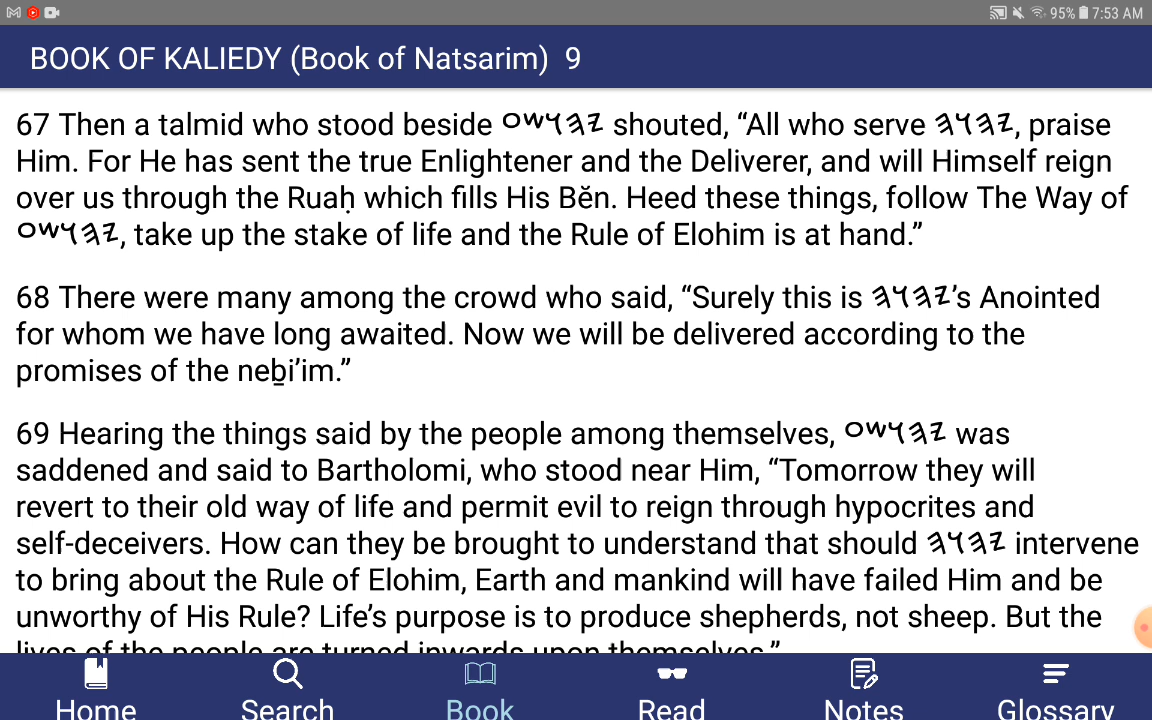 95% 7:53 AM
BOOK OF KALIEDY (Book of Natsarim) 9
67 Then a talmid who stood beside 𐤉𐤄𐤅𐤔𐤏 shouted, “All who serve 𐤉𐤄𐤅𐤄, praise
Him. For He has sent the true Enlightener and the Deliverer, and will Himself reign
over us through the Ruaḥ which fills His Bĕn. Heed these things, follow The Way of
𐤉𐤄𐤅𐤔𐤏, take up the stake of life and the Rule of Elohim is at hand.”
68 There were many among the crowd who said, “Surely this is 𐤉𐤄𐤅𐤄’s Anointed
for whom we have long awaited. Now we will be delivered according to the
promises of the neḇi’im.”
69 Hearing the things said by the people among themselves, 𐤉𐤄𐤅𐤔𐤏 was
saddened and said to Bartholomi, who stood near Him, “Tomorrow they will
revert to their old way of life and permit evil to reign through hypocrites and
self-deceivers. How can they be brought to understand that should 𐤉𐤄𐤅𐤄 intervene
to bring about the Rule of Elohim, Earth and mankind will have failed Him and be
unworthy of His Rule? Life’s purpose is to produce shepherds, not sheep. But the
lives of the people are turned inwards upon themselves.”
Home Search Book Read Notes Glossary